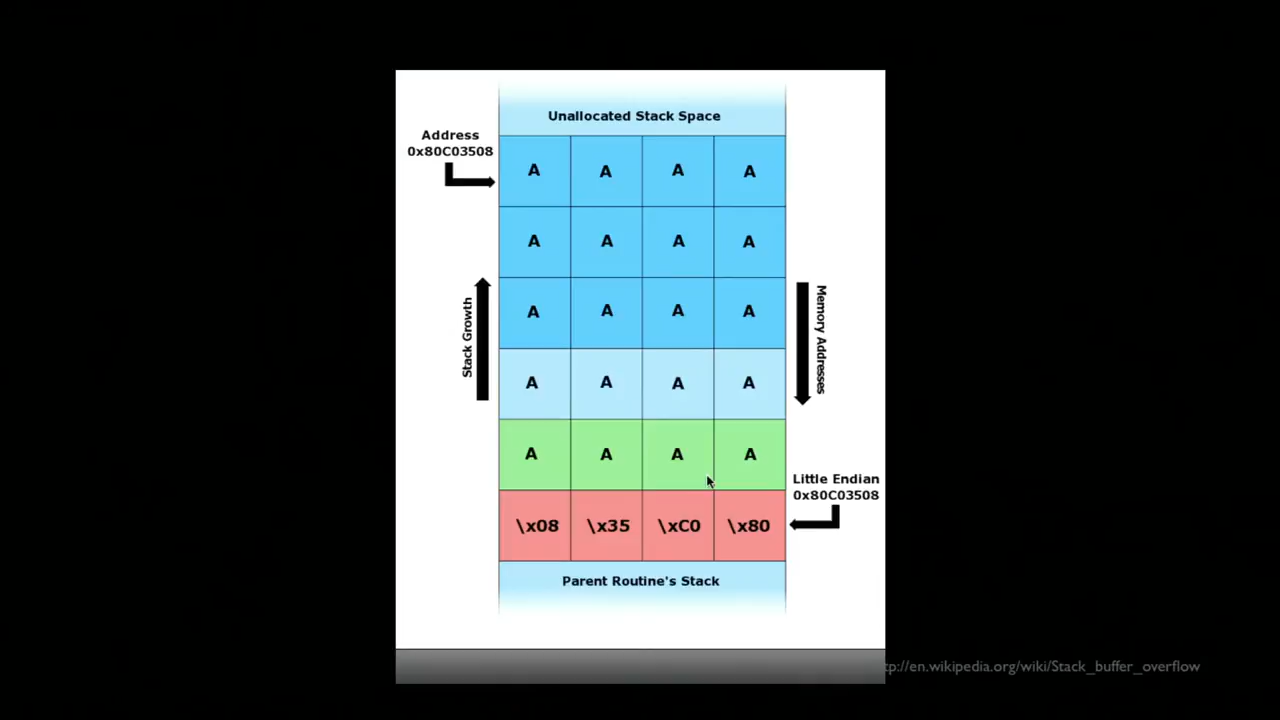 Unallocated Stack Space
Address
0x80C03508
A A A A
A A A A
Stack Growth
Memory Addresses
A A A A
A A A A
A A A A
Little Endian
0x80C03508
\x08 \x35 \xC0 \x80
Parent Routine's Stack
tp://en.wikipedia.org/wiki/Stack_buffer_overflow